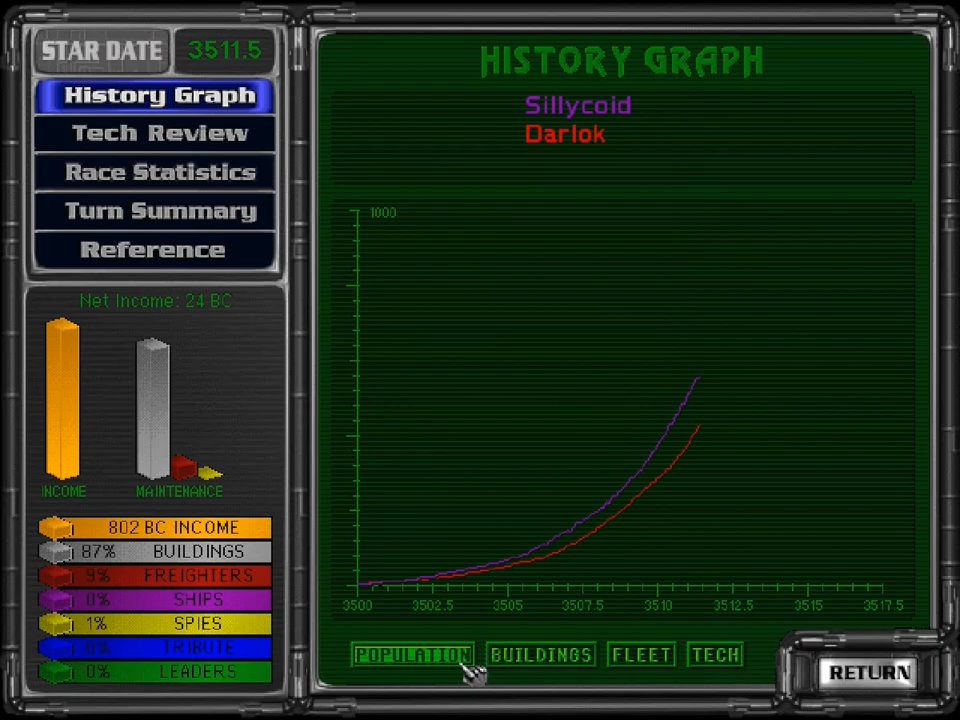 STAR DATE 3511.5
History Graph
Tech Review
Race Statistics
Turn Summary
Reference
Net Income: 24 BC
INCOME MAINTENANCE
802 BC INCOME
87% BUILDINGS
9% FREIGHTERS
0% SHIPS
1% SPIES
0% TRIBUTE
0% LEADERS
HISTORY GRAPH
Sillycoid
Darlok
1000
3500 3502.5 3505 3507.5 3510 3512.5 3515 3517.5
POPULATION BUILDINGS FLEET TECH
RETURN